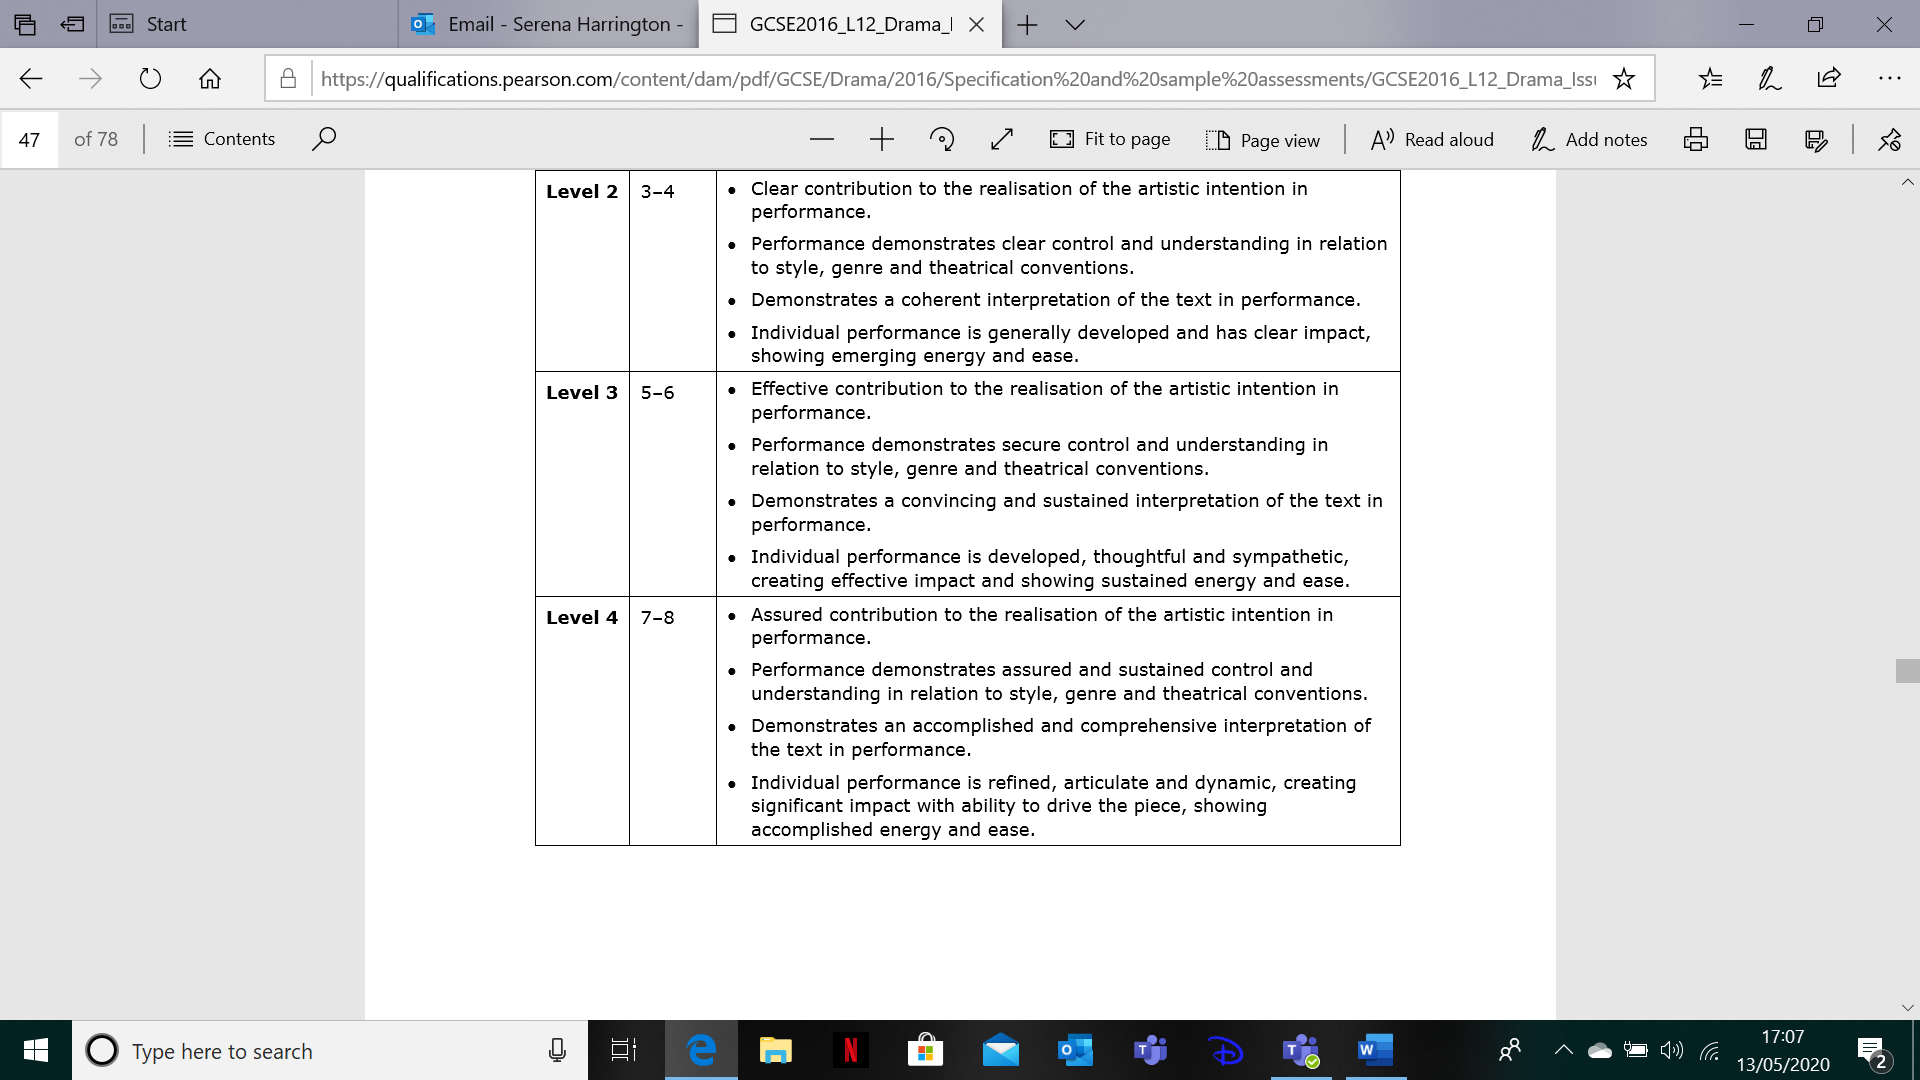 Start
Email - Serena Harrington -
GCSE2016_L12_Drama_I
https://qualifications.pearson.com/content/dam/pdf/GCSE/Drama/2016/Specification%20and%20sample%20assessments/GCSE2016_L12_Drama_Issu
47 of 78 Contents Fit to page Page view Read aloud Add notes
Level 2 3–4 • Clear contribution to the realisation of the artistic intention in
performance.
• Performance demonstrates clear control and understanding in relation
to style, genre and theatrical conventions.
• Demonstrates a coherent interpretation of the text in performance.
• Individual performance is generally developed and has clear impact,
showing emerging energy and ease.
Level 3 5–6 • Effective contribution to the realisation of the artistic intention in
performance.
• Performance demonstrates secure control and understanding in
relation to style, genre and theatrical conventions.
• Demonstrates a convincing and sustained interpretation of the text in
performance.
• Individual performance is developed, thoughtful and sympathetic,
creating effective impact and showing sustained energy and ease.
Level 4 7–8 • Assured contribution to the realisation of the artistic intention in
performance.
• Performance demonstrates assured and sustained control and
understanding in relation to style, genre and theatrical conventions.
• Demonstrates an accomplished and comprehensive interpretation of
the text in performance.
• Individual performance is refined, articulate and dynamic, creating
significant impact with ability to drive the piece, showing
accomplished energy and ease.
Type here to search
17:07
13/05/2020
2